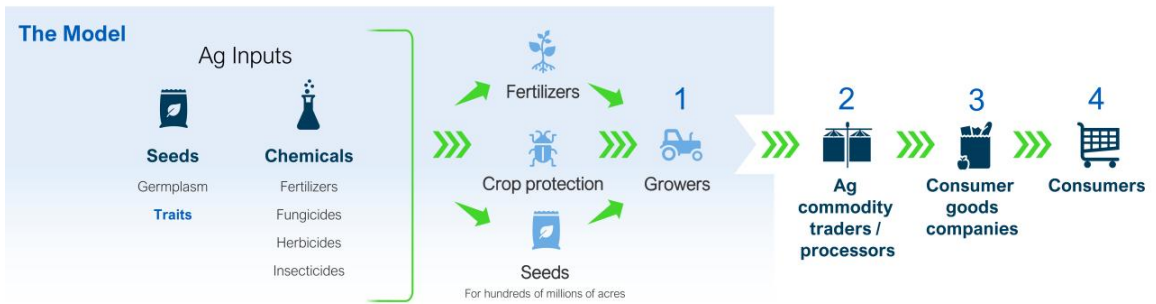 The Model
Ag Inputs
Seeds
Germplasm
Traits
Chemicals
Fertilizers
Fungicides
Herbicides
Insecticides
Fertilizers
Crop protection
Seeds
For hundreds of millions of acres
1
Growers
2
Ag
commodity
traders /
processors
3
Consumer
goods
companies
4
Consumers